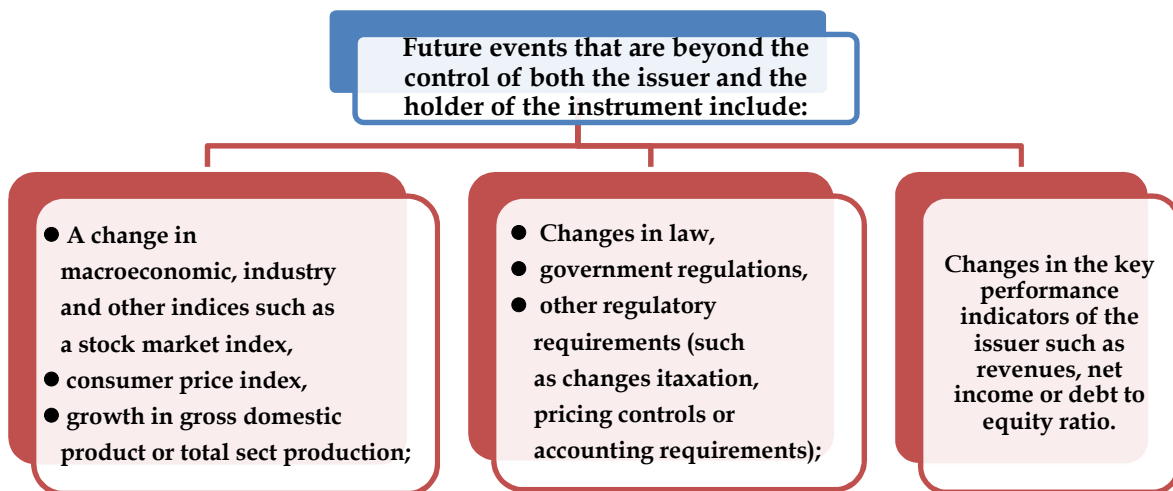 Future events that are beyond the
control of both the issuer and the
holder of the instrument include:
● A change in
macroeconomic, industry
and other indices such as
a stock market index,
● consumer price index,
● growth in gross domestic
product or total sect production;
● Changes in law,
● government regulations,
● other regulatory
requirements (such
as changes itaxation,
pricing controls or
accounting requirements);
Changes in the key
performance
indicators of the
issuer such as
revenues, net
income or debt to
equity ratio.